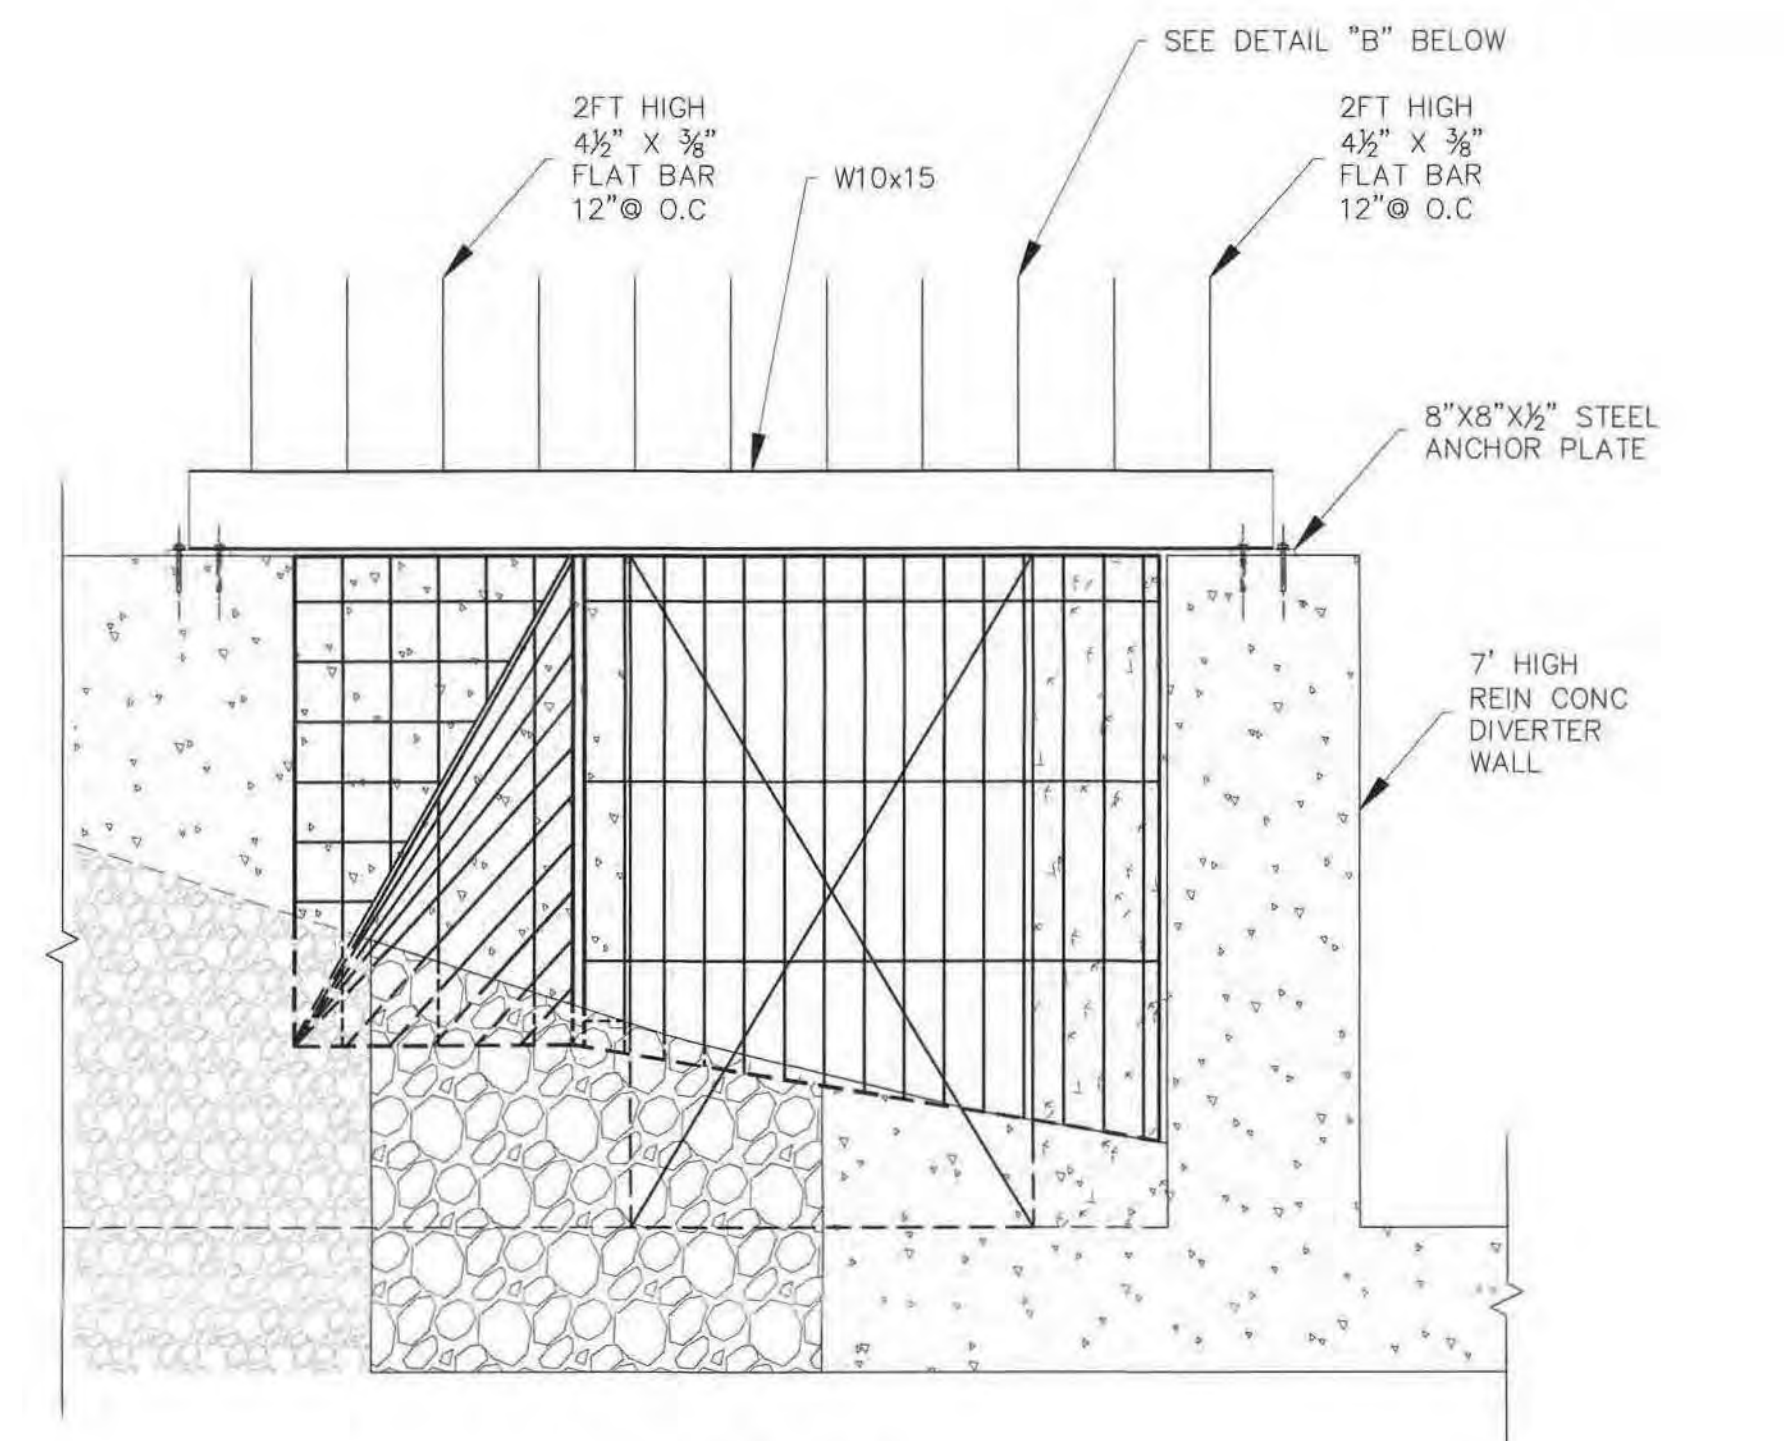 SEE DETAIL "B" BELOW
2FT HIGH
4½" X ⅜"
FLAT BAR
12"@ O.C
W10x15
2FT HIGH
4½" X ⅜"
FLAT BAR
12"@ O.C
8"X8"X½" STEEL
ANCHOR PLATE
7' HIGH
REIN CONC
DIVERTER
WALL